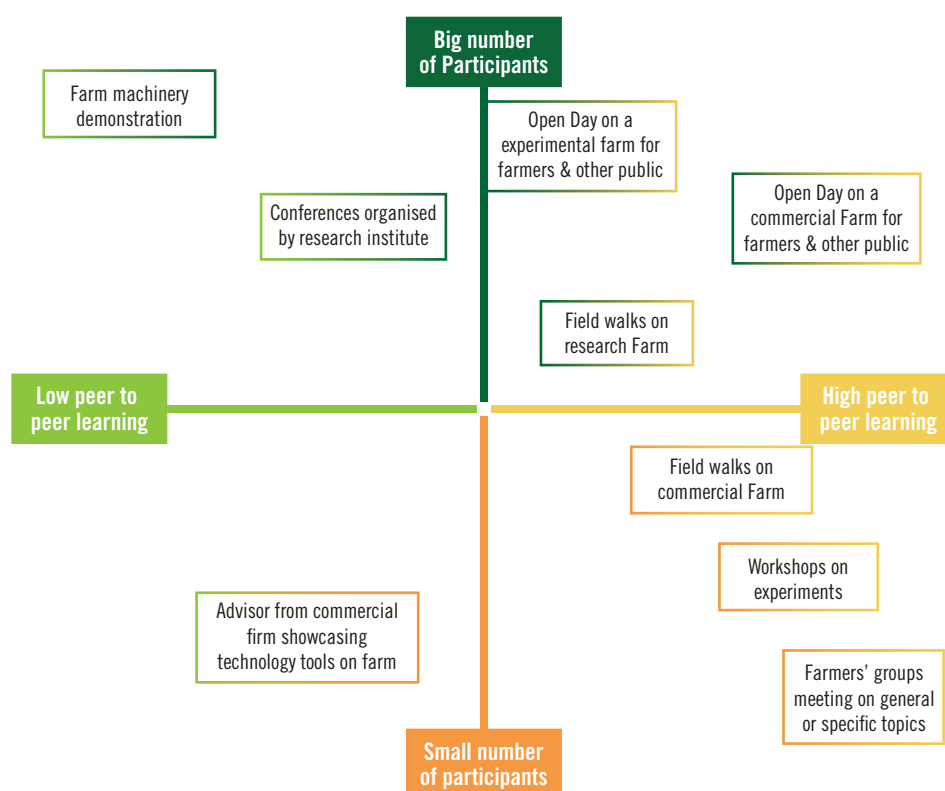 Big number
of Participants
Farm machinery
demonstration
Open Day on a
experimental farm for
farmers & other public
Open Day on a
commercial Farm for
farmers & other public
Conferences organised
by research institute
Field walks on
research Farm
Low peer to
peer learning
High peer to
peer learning
Field walks on
commercial Farm
Workshops on
experiments
Advisor from commercial
firm showcasing
technology tools on farm
Farmers’ groups
meeting on general
or specific topics
Small number
of participants